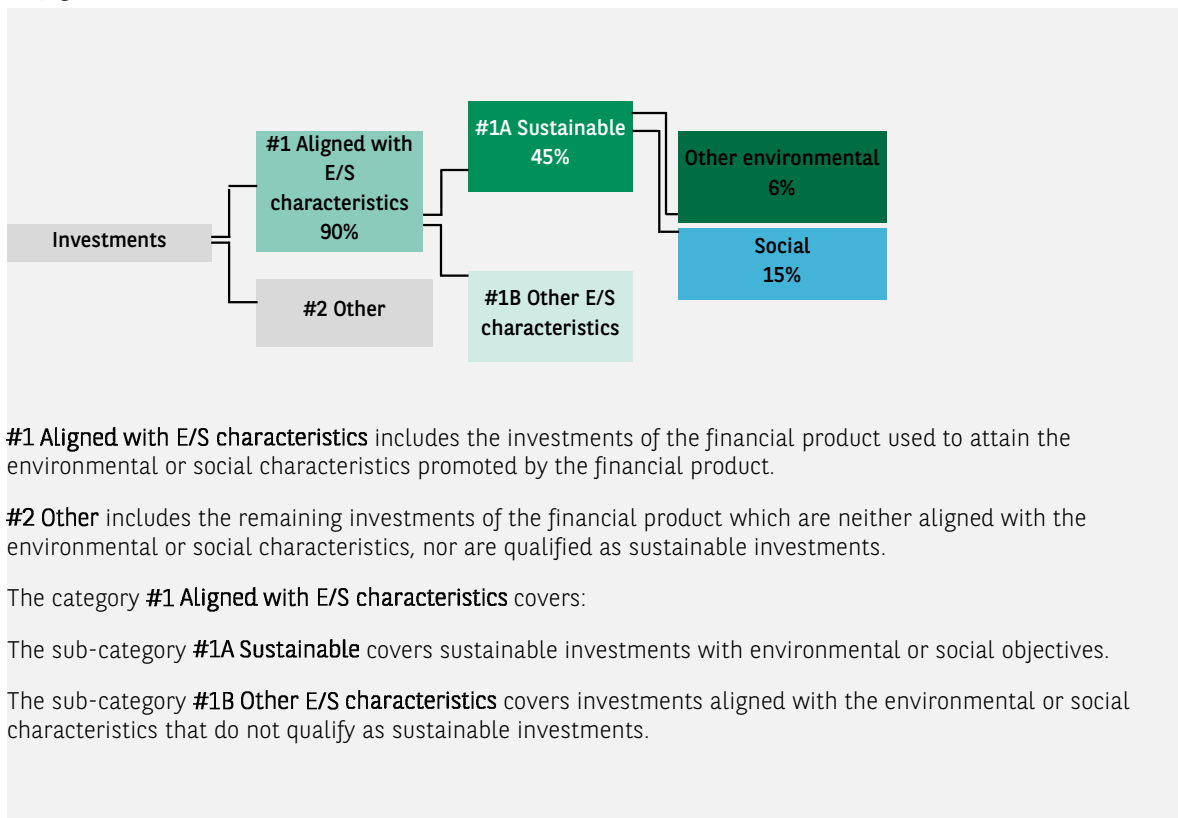 #1A Sustainable
45%
#1 Aligned with
E/S
characteristics
90%
Other environmental
6%
Investments
Social
15%
#2 Other
#1B Other E/S
characteristics
#1 Aligned with E/S characteristics includes the investments of the financial product used to attain the
environmental or social characteristics promoted by the financial product.
#2 Other includes the remaining investments of the financial product which are neither aligned with the
environmental or social characteristics, nor are qualified as sustainable investments.
The category #1 Aligned with E/S characteristics covers:
The sub-category #1A Sustainable covers sustainable investments with environmental or social objectives.
The sub-category #1B Other E/S characteristics covers investments aligned with the environmental or social
characteristics that do not qualify as sustainable investments.